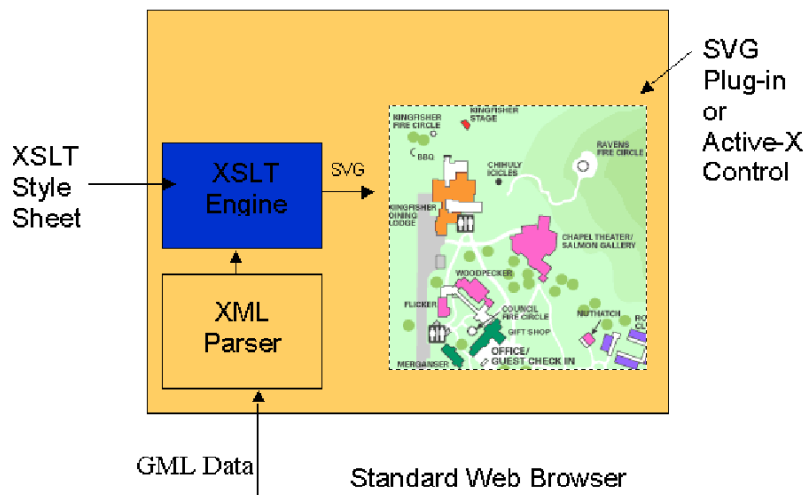 SVG
Plug-in
or
Active-X
Control
XSLT
Style
Sheet
XSLT
Engine
SVG
XML
Parser
GML Data
Standard Web Browser
KINGFISHER
FIRE CIRCLE
KINGFISHER
STAGE
BBQ
RAVENS
FIRE CIRCLE
CHIHULY
ICICLES
KINGFISHER
DINING
LODGE
CHAPEL THEATER/
SALMON GALLERY
WOODPECKER
FLICKER
COUNCIL
FIRE CIRCLE
GIFT SHOP
NUTHATCH
RO
CL
OFFICE/
GUEST CHECK IN
MERGANSER